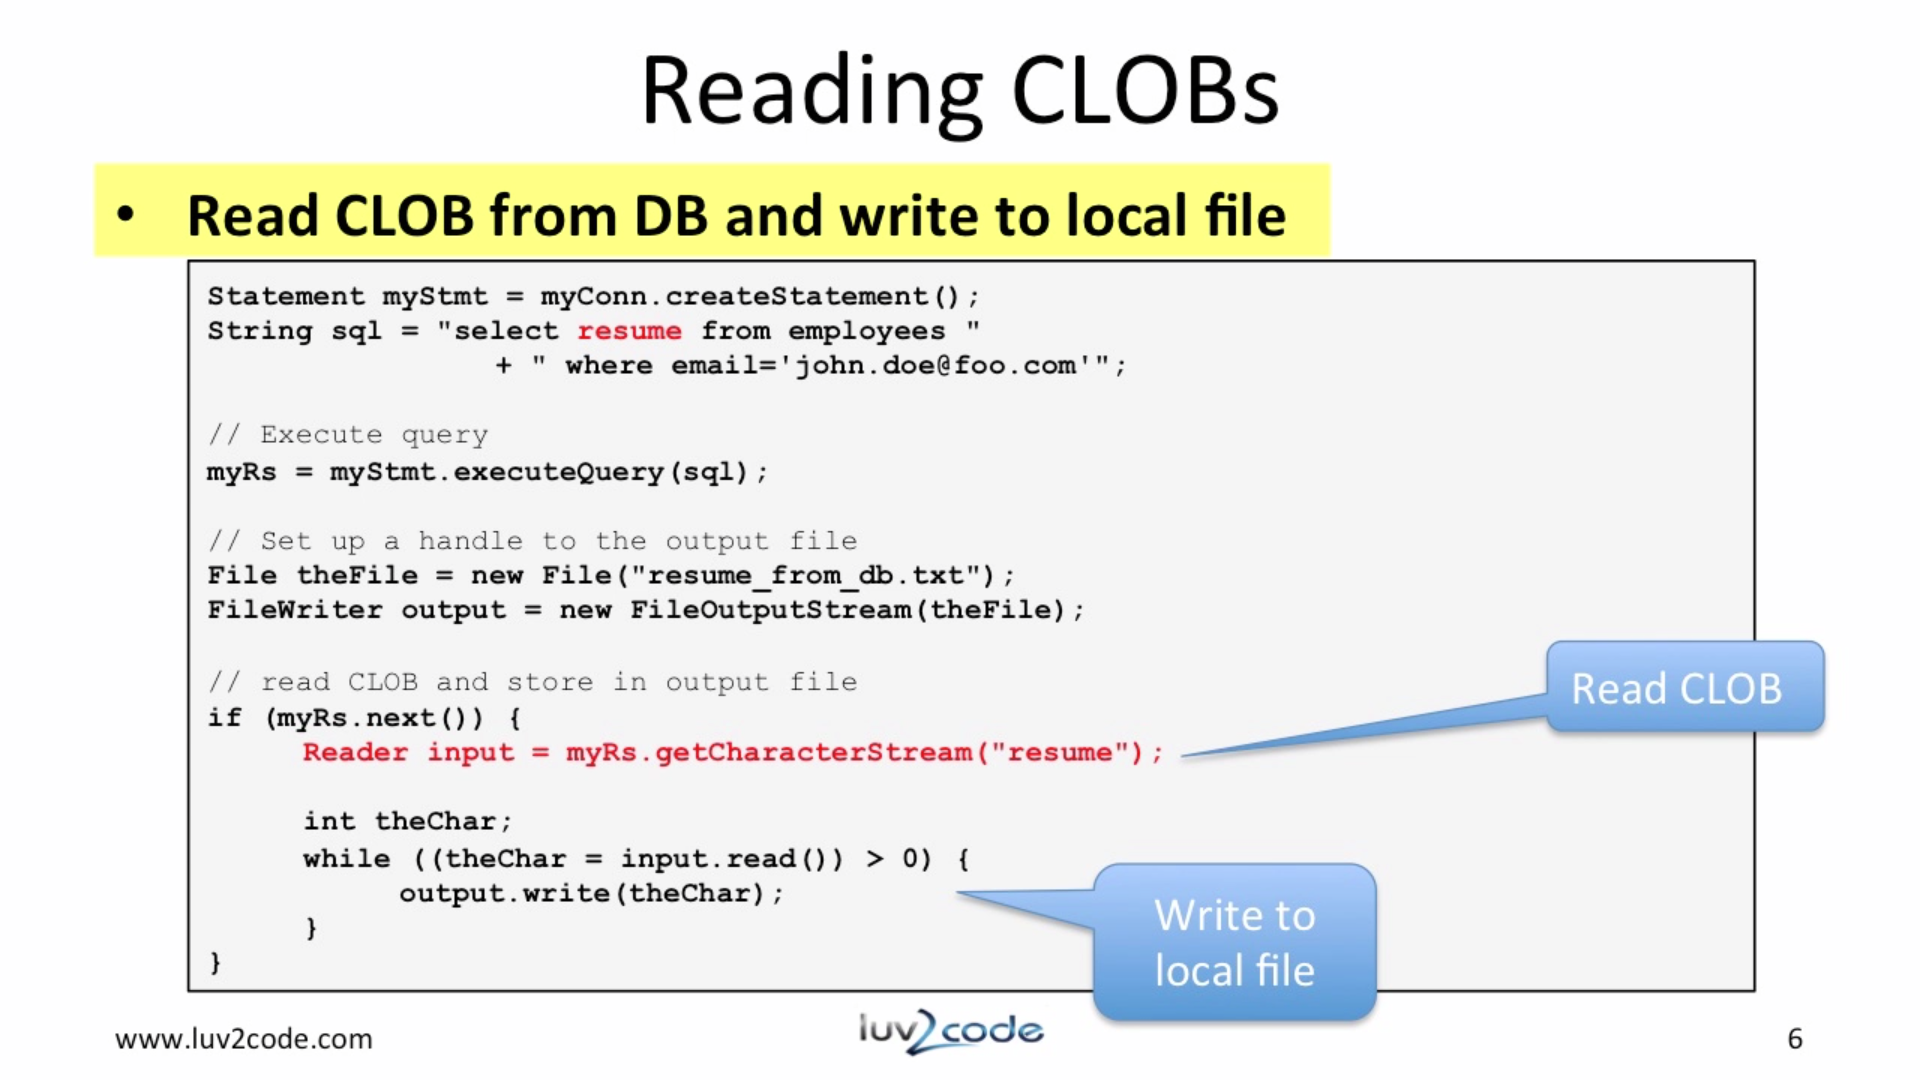 Reading CLOBs
• Read CLOB from DB and write to local file
Statement myStmt = myConn.createStatement();
String sql = "select resume from employees "
+ " where email='john.doe@foo.com'";
// Execute query
myRs = myStmt.executeQuery(sql);
// Set up a handle to the output file
File theFile = new File("resume_from_db.txt");
FileWriter output = new FileOutputStream(theFile);
// read CLOB and store in output file
if (myRs.next()) {
Reader input = myRs.getCharacterStream("resume");
Read CLOB
int theChar;
while ((theChar = input.read()) > 0) {
output.write(theChar);
}
}
Write to
local file
www.luv2code.com
luv2code
6